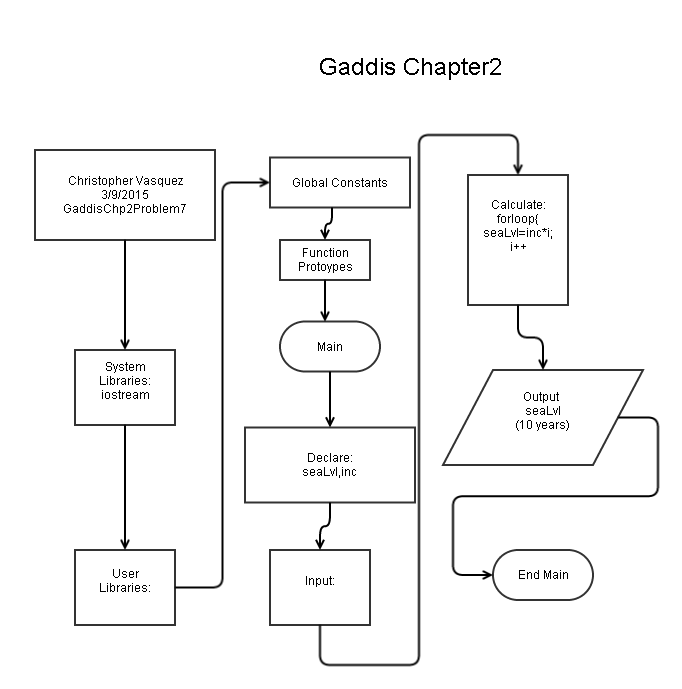 Gaddis Chapter2
Christopher Vasquez
3/9/2015
GaddisChp2Problem7
System
Libraries:
iostream
User
Libraries:
Global Constants
Function
Protoypes
Main
Declare:
seaLvl,inc
Input:
Calculate:
forloop{
seaLvl=inc*i;
i++
Output
seaLvl
(10 years)
End Main